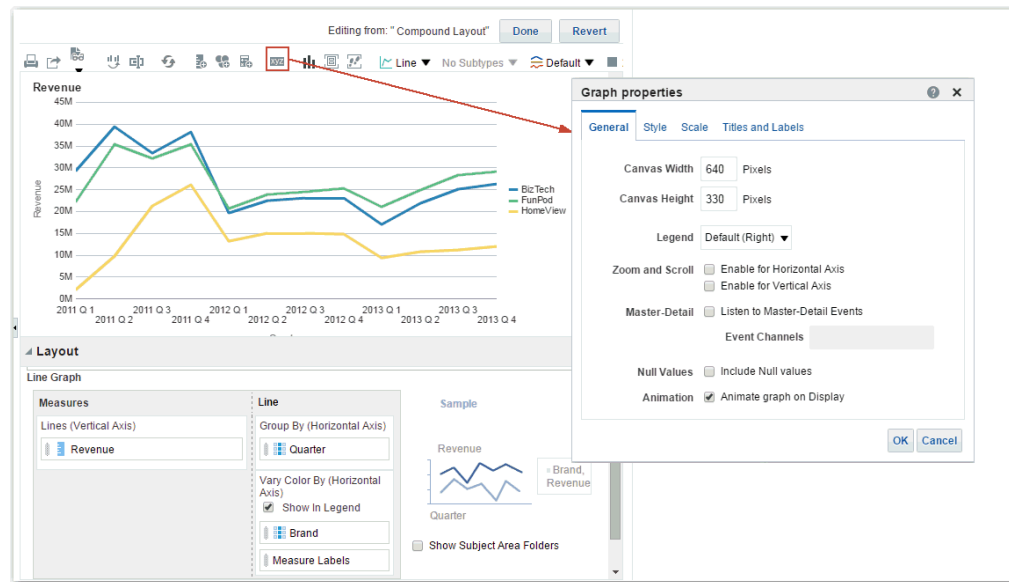 Editing from: "Compound Layout" Done Revert
Line No Subtypes Default
Revenue
45M
40M
35M
30M
25M
20M
15M
10M
5M
0M
Revenue
2011 Q 1 2011 Q 3 2012 Q 1 2012 Q 3 2013 Q 1 2013 Q 3
2011 Q 2 2011 Q 4 2012 Q 2 2012 Q 4 2013 Q 2 2013 Q 4
BizTech
FunPod
HomeView
Layout
Line Graph
Measures
Lines (Vertical Axis)
Revenue
Line
Group By (Horizontal Axis)
Quarter
Vary Color By (Horizontal
Axis)
Show In Legend
Brand
Measure Labels
Sample
Revenue
Brand,
Revenue
Quarter
Show Subject Area Folders
Graph properties
General Style Scale Titles and Labels
Canvas Width 640 Pixels
Canvas Height 330 Pixels
Legend Default (Right)
Zoom and Scroll Enable for Horizontal Axis
Enable for Vertical Axis
Master-Detail Listen to Master-Detail Events
Event Channels
Null Values Include Null values
Animation Animate graph on Display
OK Cancel